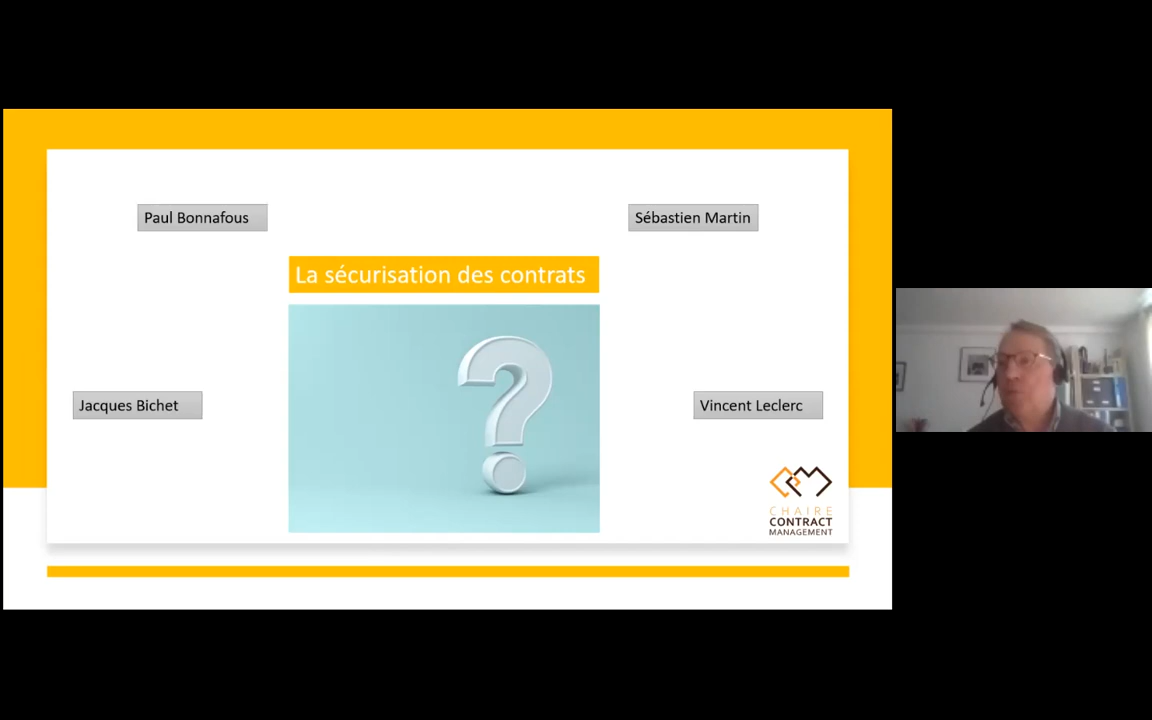 Paul Bonnafous
Sébastien Martin
La sécurisation des contrats
Jacques Bichet
Vincent Leclerc
CHAIRE
CONTRACT
MANAGEMENT